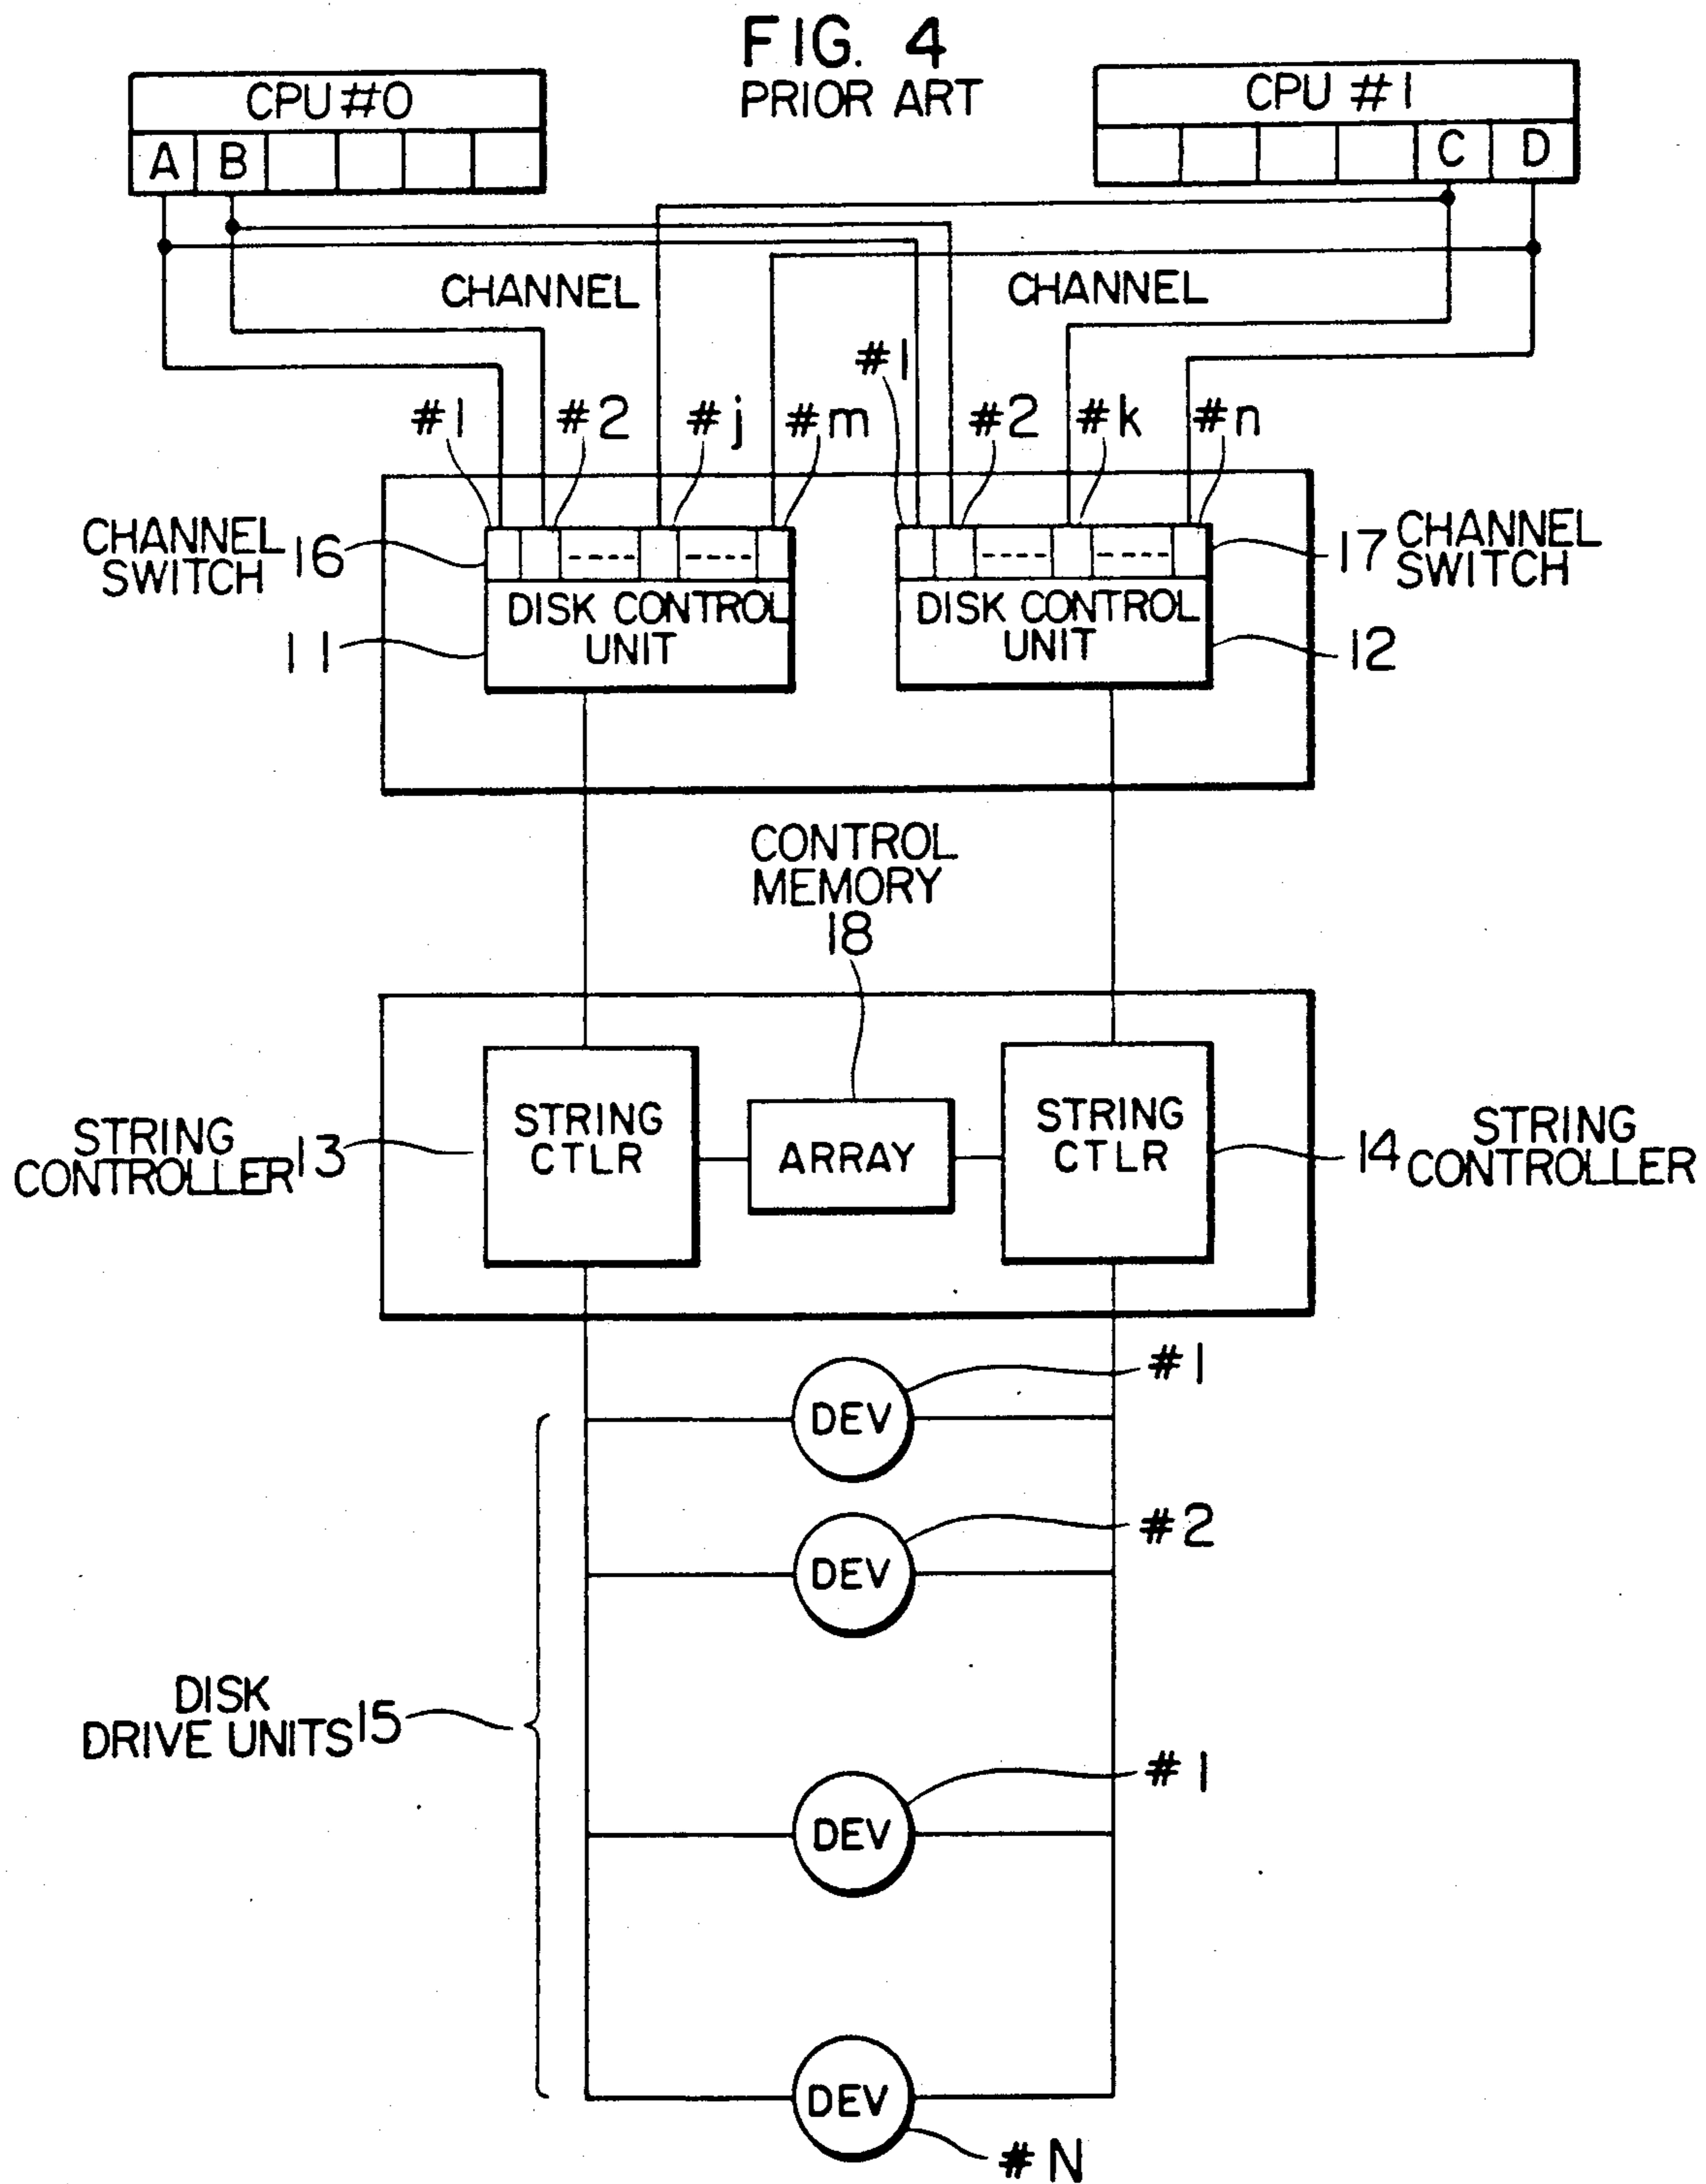 FIG. 4
PRIOR ART
CPU #0
A B
CPU #1
C D
CHANNEL
CHANNEL
#1 #2 #j #m
#1 #2 #k #n
CHANNEL
SWITCH 16
17 CHANNEL
SWITCH
DISK CONTROL
UNIT
11
DISK CONTROL
UNIT
12
CONTROL
MEMORY
18
STRING
CONTROLLER 13
STRING
CTLR
ARRAY
STRING
CTLR
14 STRING
CONTROLLER
DEV
#1
DEV
#2
DISK
DRIVE UNITS 15
DEV
#1
DEV
#N